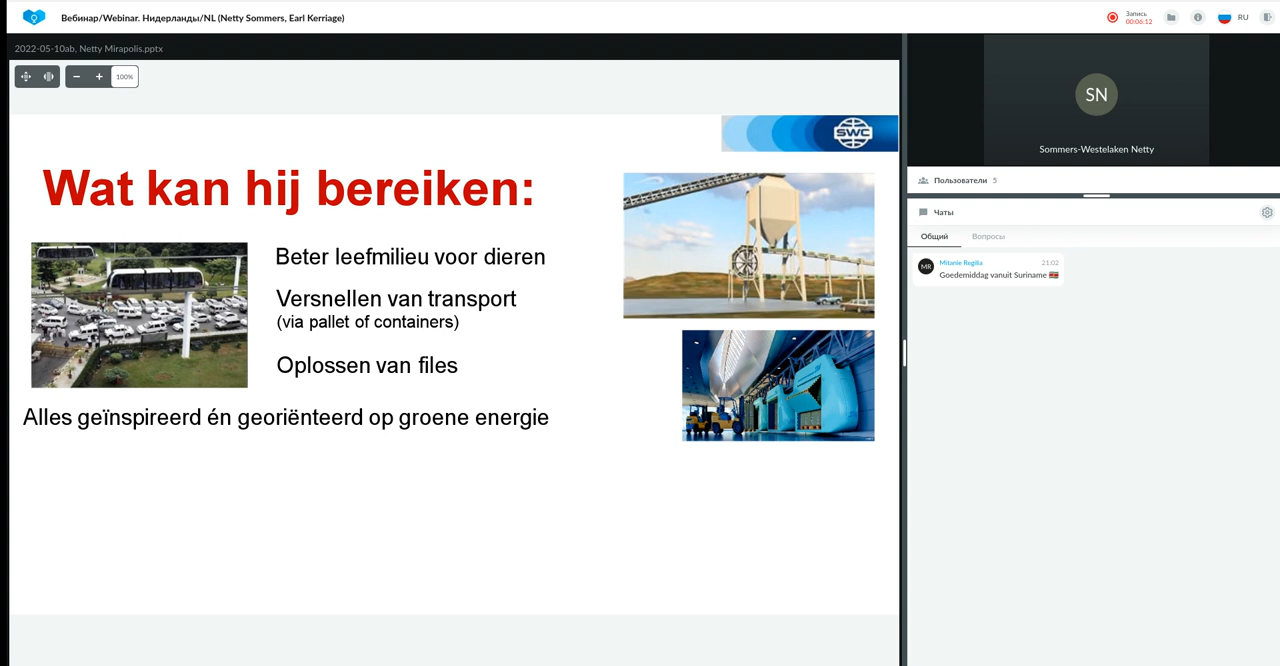 Вебинар/Webinar. Нидерланды/NL (Netty Sommers, Earl Kerriage)
Запись
00:06:12
RU
2022-05-10ab, Netty Mirapolis.pptx
100%
SWC
Wat kan hij bereiken:
Beter leefmilieu voor dieren
Versnellen van transport
(via pallet of containers)
Oplossen van files
Alles geïnspireerd én georiënteerd op groene energie
SN
Sommers-Westelaken Netty
Пользователи 5
Чаты
Общий Вопросы
MR
Mitanie Regilia 21:02
Goedemiddag vanuit Suriname 🇸🇷